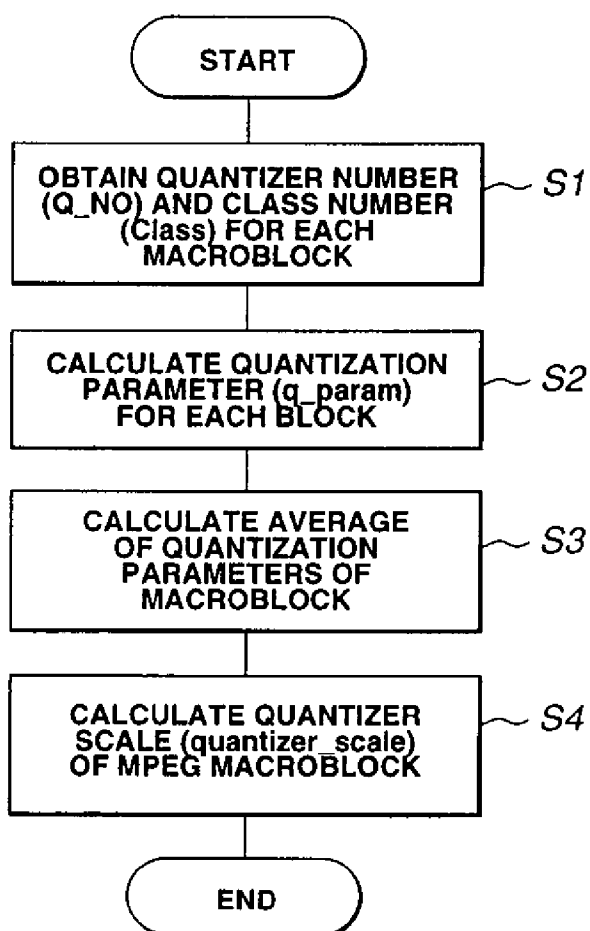 START
OBTAIN QUANTIZER NUMBER
(Q_NO) AND CLASS NUMBER
(Class) FOR EACH
MACROBLOCK
S1
CALCULATE QUANTIZATION
PARAMETER (q_param)
FOR EACH BLOCK
S2
CALCULATE AVERAGE
OF QUANTIZATION
PARAMETERS OF
MACROBLOCK
S3
CALCULATE QUANTIZER
SCALE (quantizer_scale)
OF MPEG MACROBLOCK
S4
END